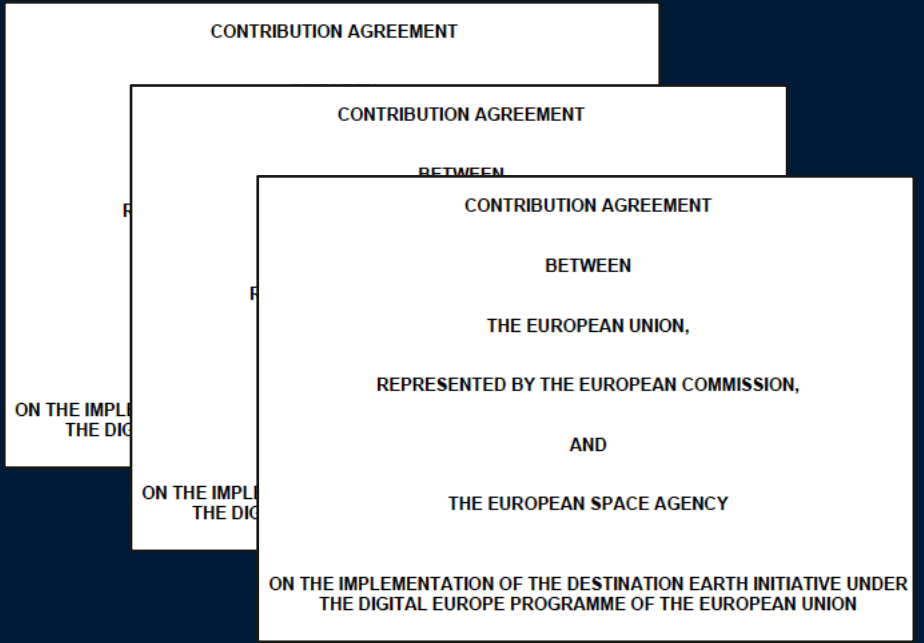 CONTRIBUTION AGREEMENT
CONTRIBUTION AGREEMENT
BETWEEN
CONTRIBUTION AGREEMENT
BETWEEN
THE EUROPEAN UNION,
REPRESENTED BY THE EUROPEAN COMMISSION,
AND
THE EUROPEAN SPACE AGENCY
ON THE IMPLEMENTATION OF THE DESTINATION EARTH INITIATIVE UNDER
THE DIGITAL EUROPE PROGRAMME OF THE EUROPEAN UNION
ON THE
THE
ON THE
THE